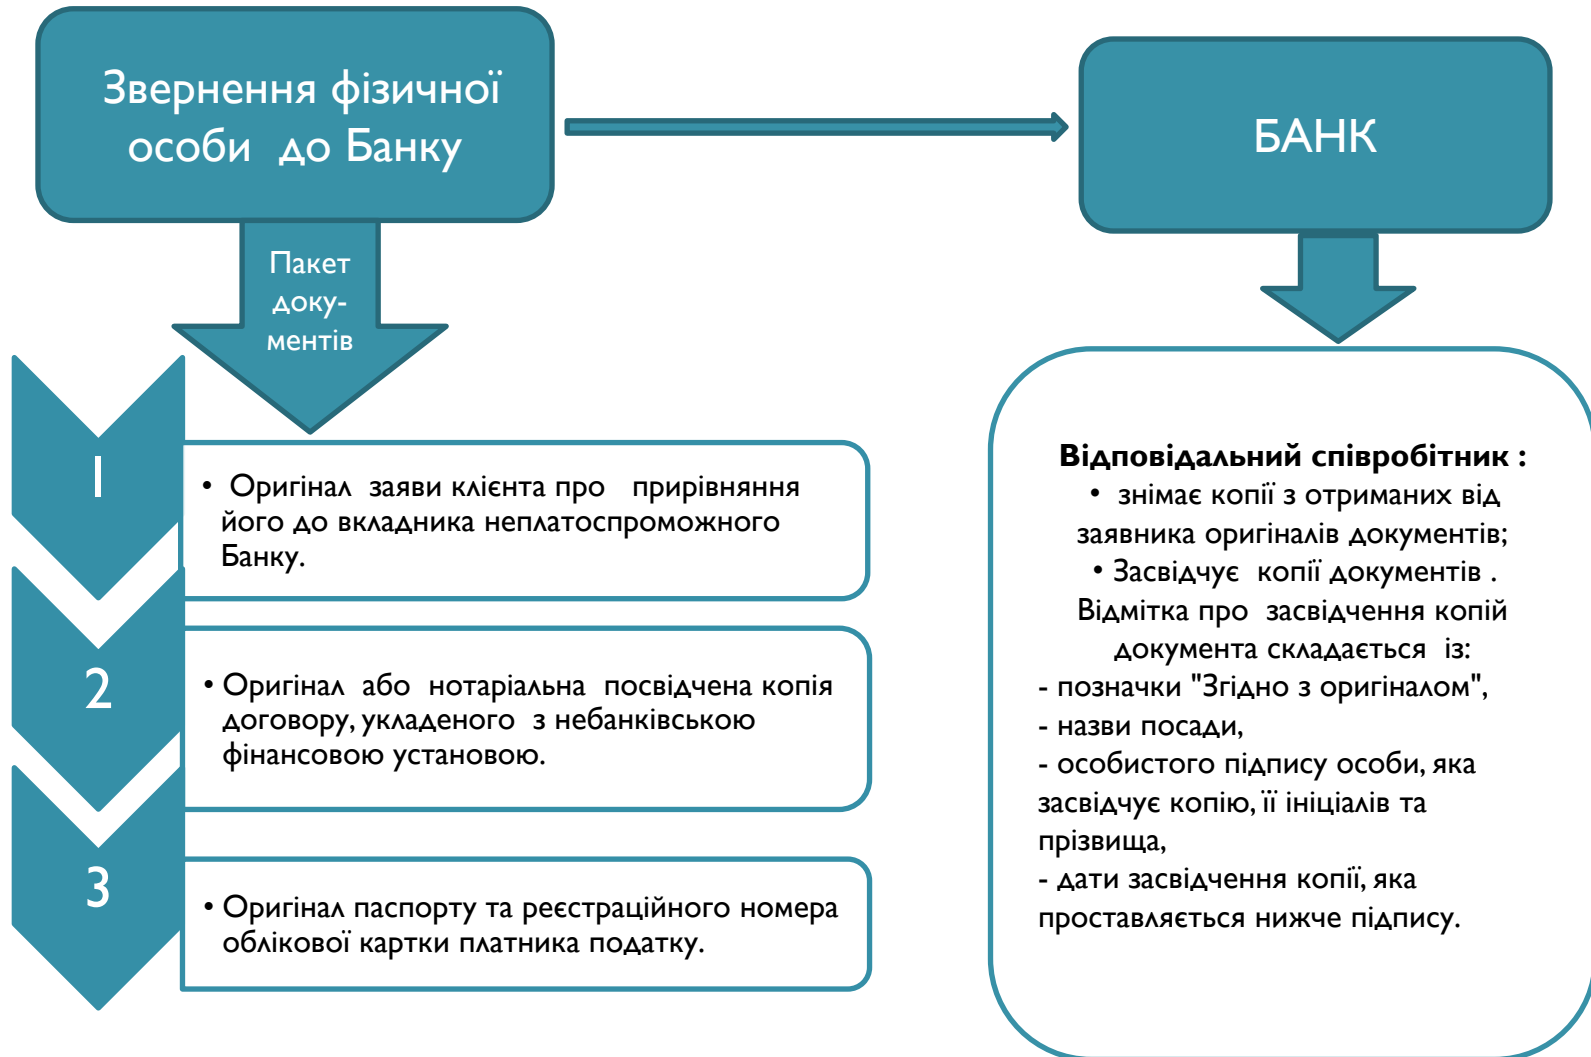 Звернення фізичної
особи до Банку
БАНК
Пакет
доку-
ментів
1
• Оригінал заяви клієнта про прирівняння
його до вкладника неплатоспроможного
Банку.
2
• Оригінал або нотаріальна посвідчена копія
договору, укладеного з небанківською
фінансовою установою.
3
• Оригінал паспорту та реєстраційного номера
облікової картки платника податку.
Відповідальний співробітник :
• знімає копії з отриманих від
заявника оригіналів документів;
• Засвідчує копії документів .
Відмітка про засвідчення копій
документа складається із:
- позначки "Згідно з оригіналом",
- назви посади,
- особистого підпису особи, яка
засвідчує копію, її ініціалів та
прізвища,
- дати засвідчення копії, яка
проставляється нижче підпису.